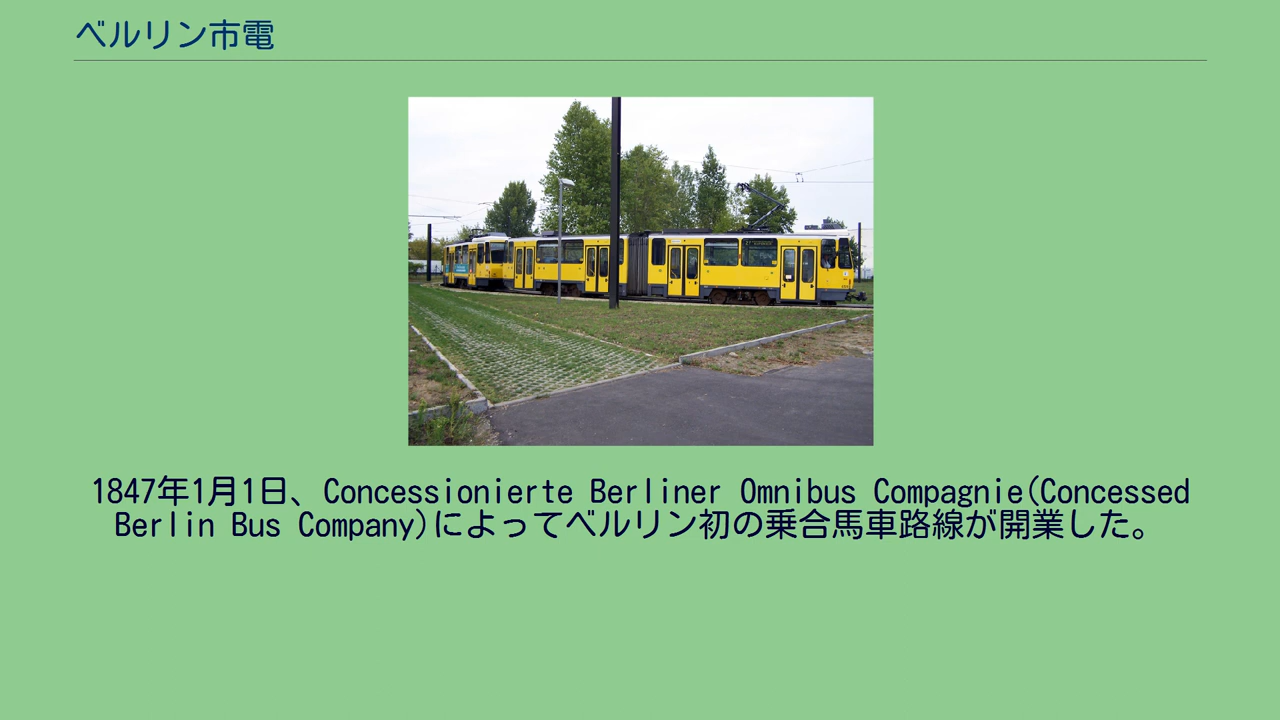 ベルリン市電
1847年1月1日、Concessionierte Berliner Omnibus Compagnie(Concessed
Berlin Bus Company)によってベルリン初の乗合馬車路線が開業した。